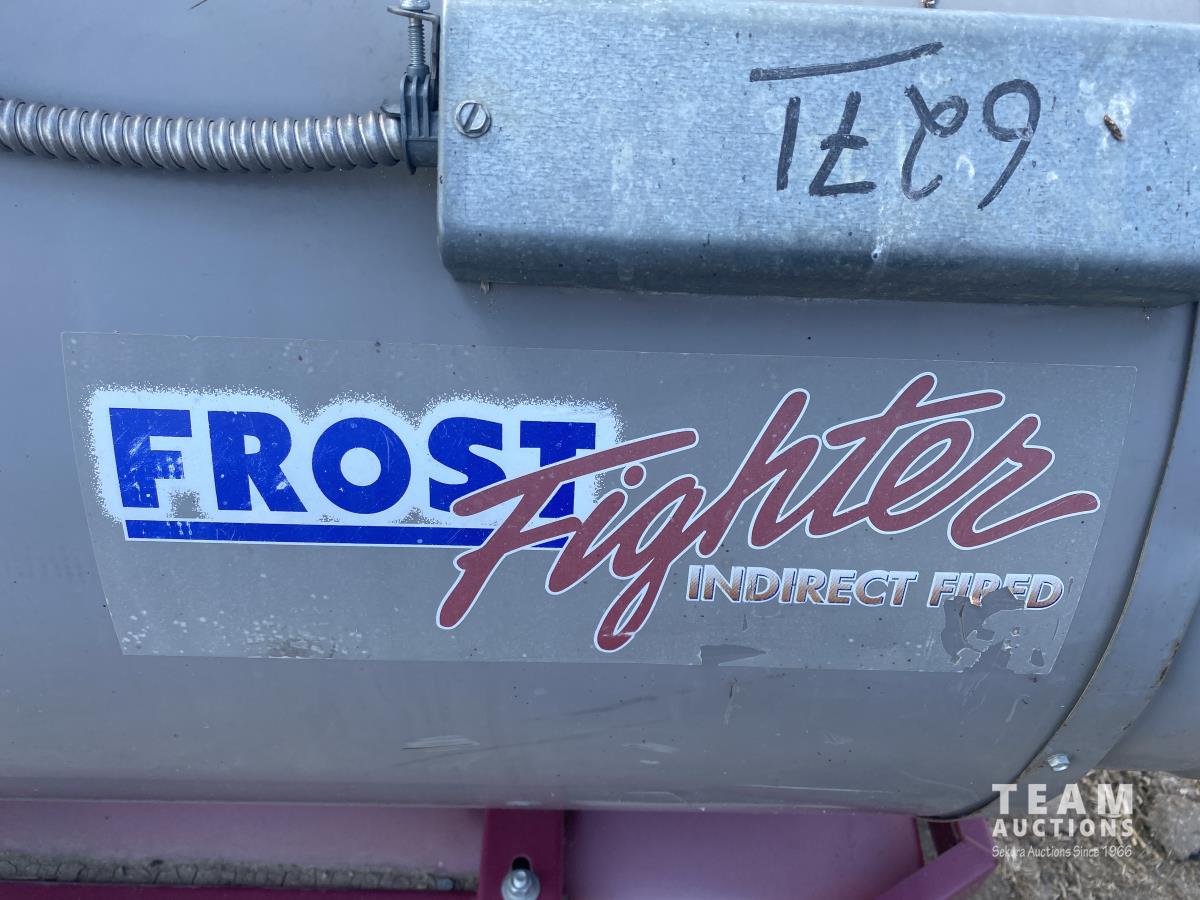 6271
FROST Fighter
INDIRECT FIRED
TEAM
AUCTIONS
Sekura Auctions Since 1966